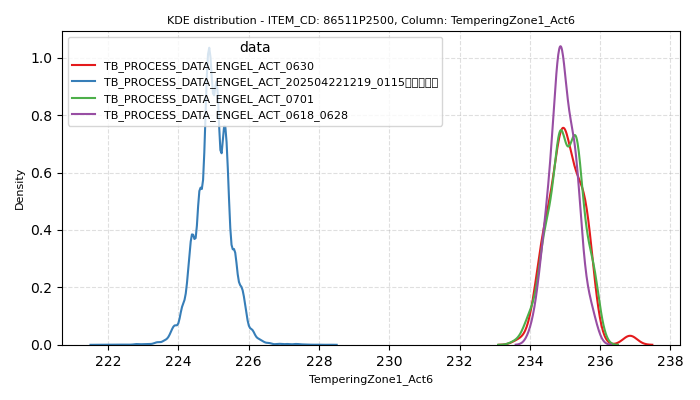 KDE distribution - ITEM_CD: 86511P2500, Column: TemperingZone1_Act6
data
TB_PROCESS_DATA_ENGEL_ACT_0630
TB_PROCESS_DATA_ENGEL_ACT_202504221219_0115
TB_PROCESS_DATA_ENGEL_ACT_0701
TB_PROCESS_DATA_ENGEL_ACT_0618_0628
Density
1.0
0.8
0.6
0.4
0.2
0.0
222 224 226 228 230 232 234 236 238
TemperingZone1_Act6